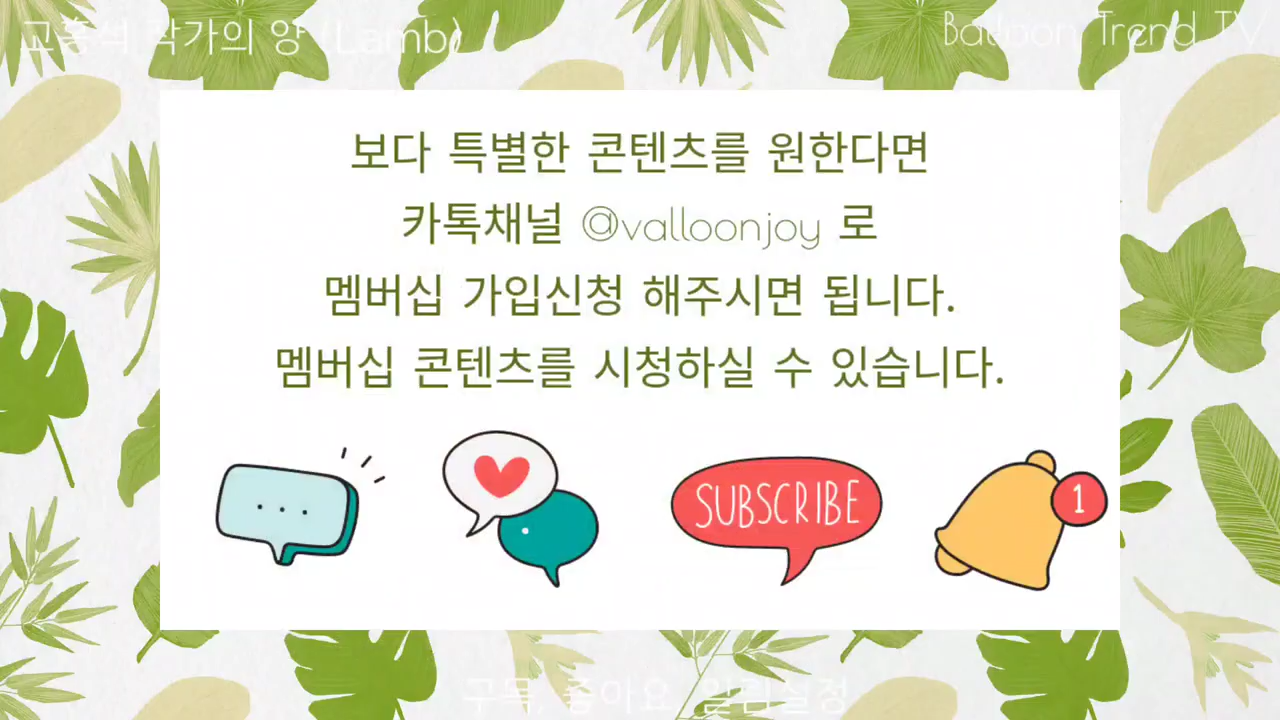 고홍석 작가의 양 (Lamb)
Balloon Trend TV
보다 특별한 콘텐츠를 원한다면
카톡채널 @valloonjoy 로
멤버십 가입신청 해주시면 됩니다.
멤버십 콘텐츠를 시청하실 수 있습니다.
SUBSCRIBE
1
구독, 좋아요, 알림설정